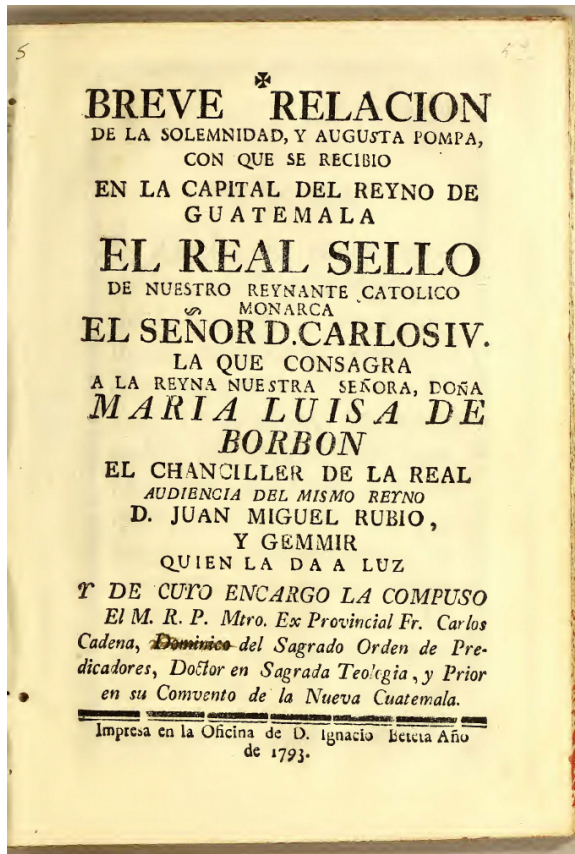 5
BREVE RELACION
DE LA SOLEMNIDAD, Y AUGUSTA POMPA,
CON QUE SE RECIBIO
EN LA CAPITAL DEL REYNO DE
GUATEMALA
EL REAL SELLO
DE NUESTRO REYNANTE CATOLICO
MONARCA
EL SEÑOR D. CARLOS IV.
LA QUE CONSAGRA
A LA REYNA NUESTRA SEÑORA, DOÑA
MARIA LUISA DE
BORBON
EL CHANCILLER DE LA REAL
AUDIENCIA DEL MISMO REYNO
D. JUAN MIGUEL RUBIO,
Y GEMMIR
QUIEN LA DA A LUZ
Y DE CUYO ENCARGO LA COMPUSO
El M. R. P. Mtro. Ex Provincial Fr. Carlos
Cadena, Dominico del Sagrado Orden de Pre-
dicadores, Doctor en Sagrada Teologia, y Prior
en su Comvento de la Nueva Cuatemala.
Impresa en la Oficina de D. Ignacio Beteta Año
de 1793.